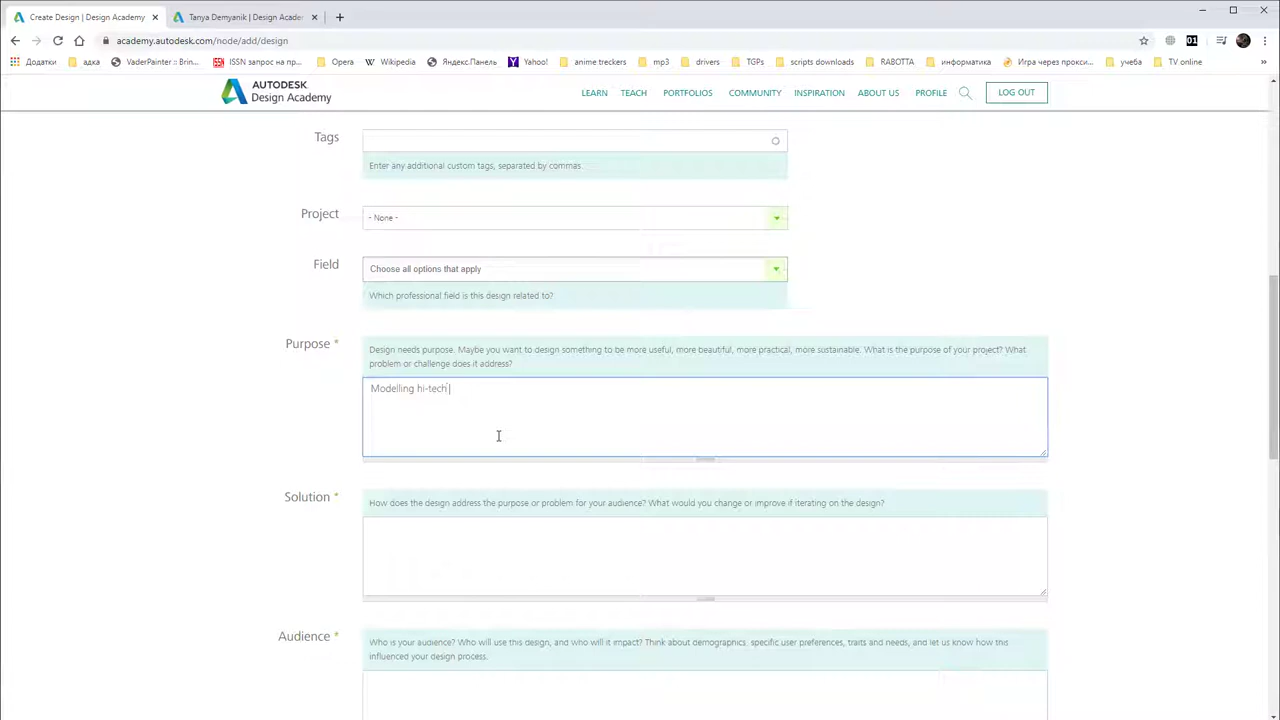 Create Design | Design Academy
Tanya Demyanik | Design Acade
academy.autodesk.com/node/add/design
Додатки
адка
VaderPainter :: Brin...
ISSN запрос на пр...
Opera
Wikipedia
Яндекс.Панель
Yahoo!
anime treckers
mp3
drivers
TGPs
scripts downloads
RABOTTA
информатика
Игра через прокси...
учеба
TV online
»
AUTODESK
Design Academy
LEARN
TEACH
PORTFOLIOS
COMMUNITY
INSPIRATION
ABOUT US
PROFILE
LOG OUT
Tags
Enter any additional custom tags, separated by commas.
Project
- None -
Field
Choose all options that apply
Which professional field is this design related to?
Purpose *
Design needs purpose. Maybe you want to design something to be more useful, more beautiful, more practical, more sustainable. What is the purpose of your project? What
problem or challenge does it address?
Modelling hi-tech
Solution *
How does the design address the purpose or problem for your audience? What would you change or improve if iterating on the design?
Audience *
Who is your audience? Who will use this design, and who will it impact? Think about demographics, specific user preferences, traits and needs, and let us know how this
influenced your design process.